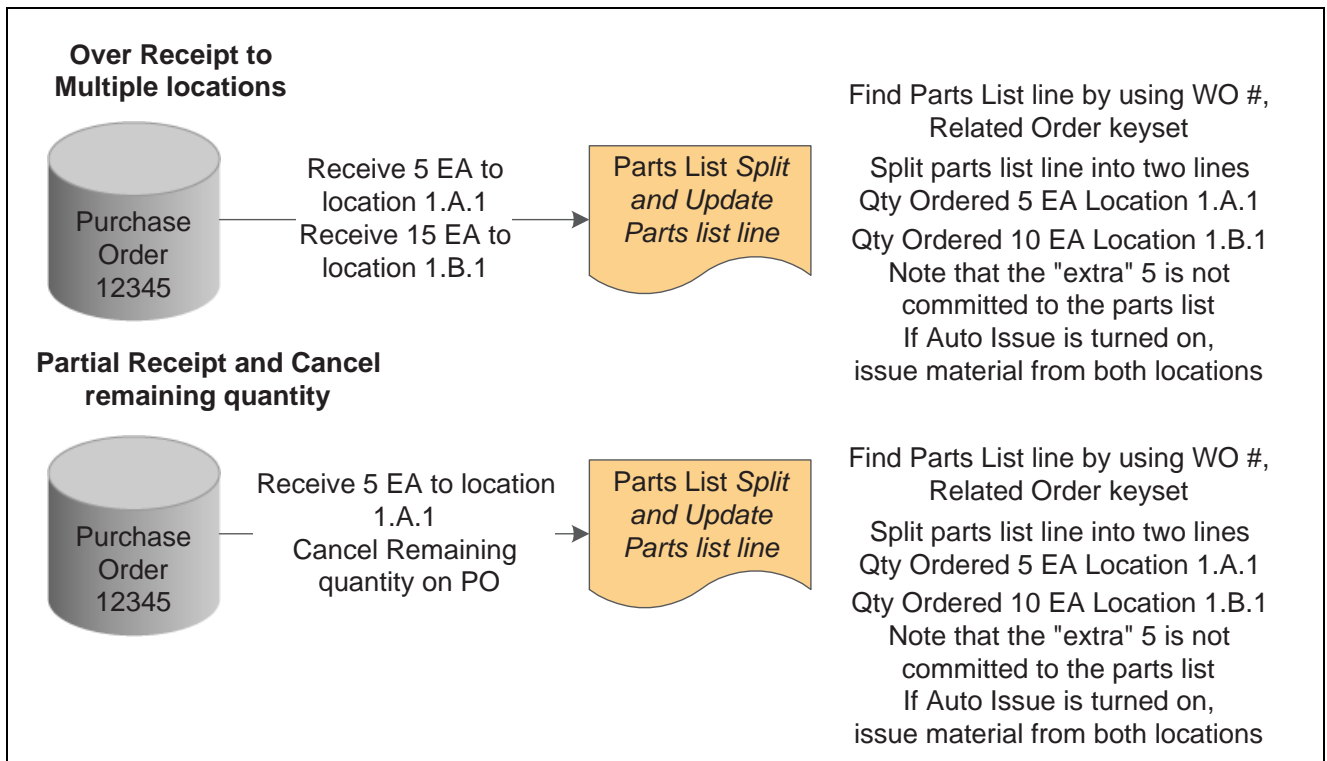 Over Receipt to
Multiple locations
Purchase
Order
12345
Receive 5 EA to
location 1.A.1
Receive 15 EA to
location 1.B.1
Parts List Split
and Update
Parts list line
Find Parts List line by using WO #,
Related Order keyset
Split parts list line into two lines
Qty Ordered 5 EA Location 1.A.1
Qty Ordered 10 EA Location 1.B.1
Note that the "extra" 5 is not
committed to the parts list
If Auto Issue is turned on,
issue material from both locations
Partial Receipt and Cancel
remaining quantity
Purchase
Order
12345
Receive 5 EA to location
1.A.1
Cancel Remaining
quantity on PO
Parts List Split
and Update
Parts list line
Find Parts List line by using WO #,
Related Order keyset
Split parts list line into two lines
Qty Ordered 5 EA Location 1.A.1
Qty Ordered 10 EA Location 1.B.1
Note that the "extra" 5 is not
committed to the parts list
If Auto Issue is turned on,
issue material from both locations